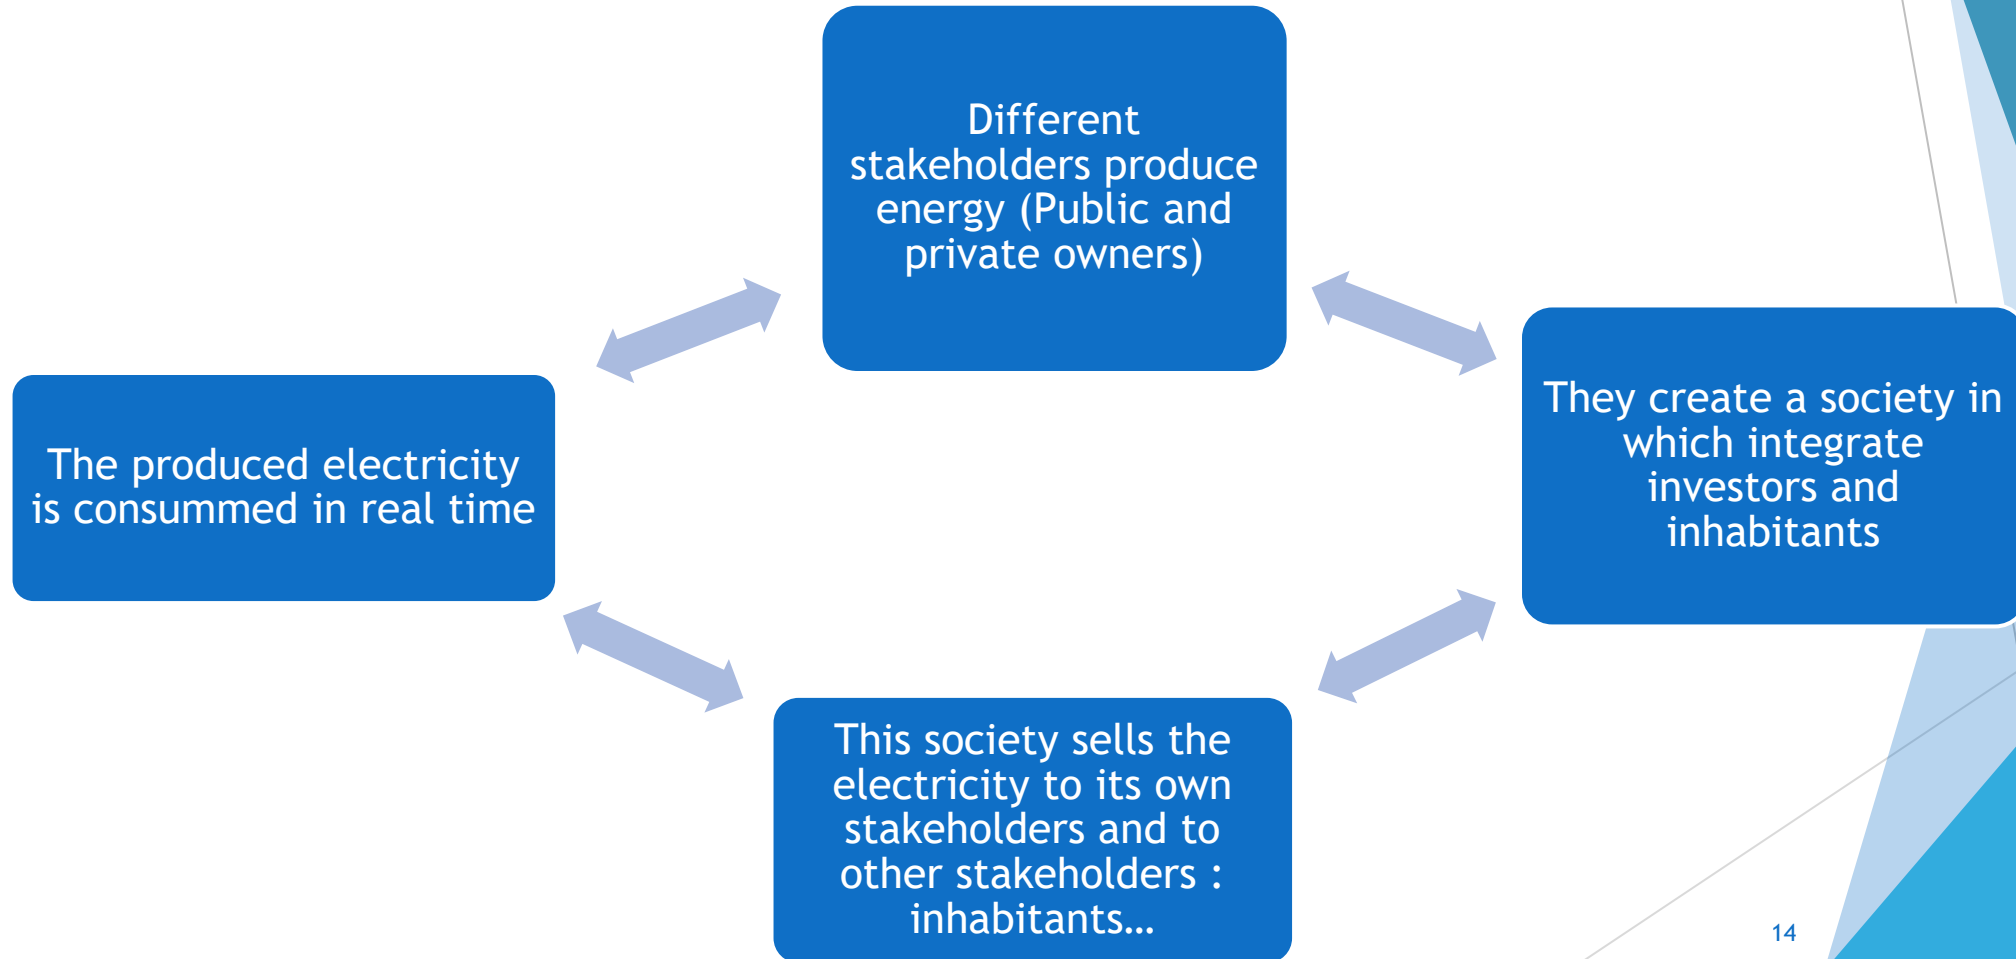 Different
stakeholders produce
energy (Public and
private owners)
They create a society in
which integrate
investors and
inhabitants
This society sells the
electricity to its own
stakeholders and to
other stakeholders :
inhabitants…
The produced electricity
is consummed in real time
14